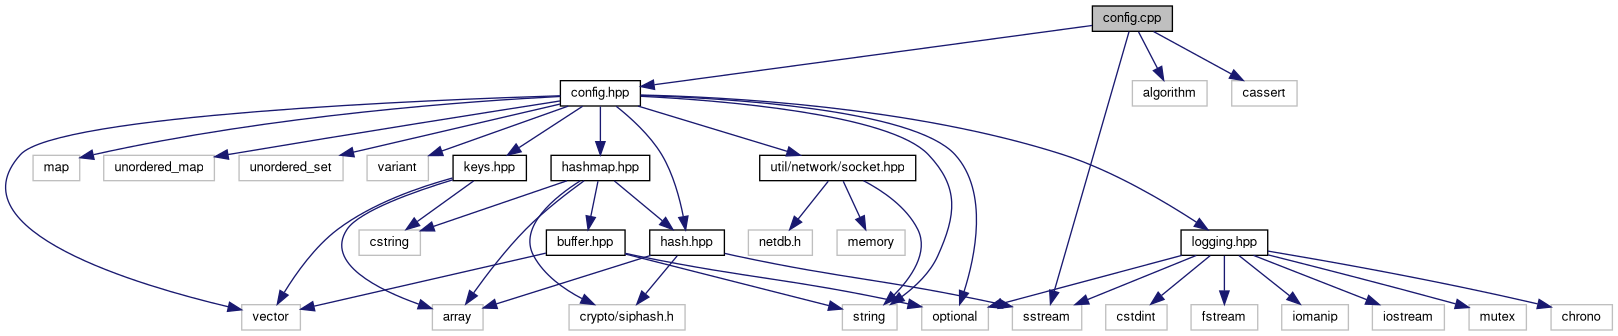 config.cpp
config.hpp
algorithm
cassert
map
unordered_map
unordered_set
variant
keys.hpp
hashmap.hpp
util/network/socket.hpp
cstring
buffer.hpp
hash.hpp
netdb.h
memory
logging.hpp
vector
array
crypto/siphash.h
string
optional
sstream
cstdint
fstream
iomanip
iostream
mutex
chrono